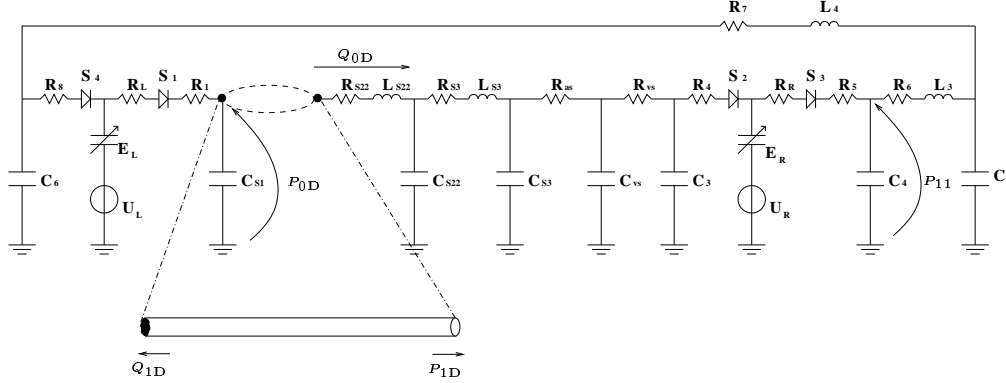 R7 L4
Q0D
R8 S4 RL S1 R1 RS22 LS22 RS3 LS3 Ras Rvs R4 S2 RR S3 R5 R6 L3
EL ER
C6 CS1 P0D CS22 CS3 Cvs C3 C4 P11 C
UL UR
Q1D P1D